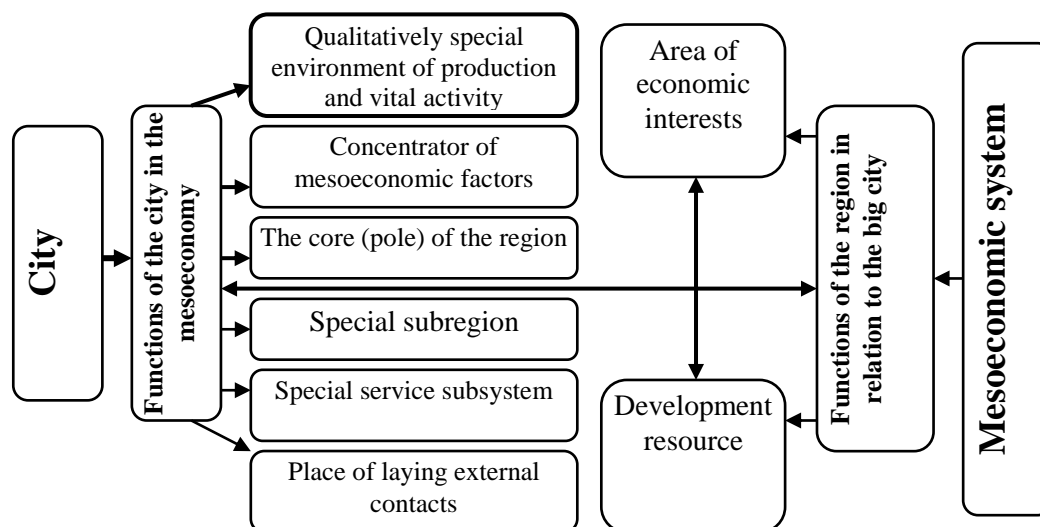 City
Functions of the city in the
mesoeconomy
Qualitatively special
environment of production
and vital activity
Concentrator of
mesoeconomic factors
The core (pole) of the region
Special subregion
Special service subsystem
Place of laying external
contacts
Area of
economic
interests
Development
resource
Functions of the region in
relation to the big city
Mesoeconomic system